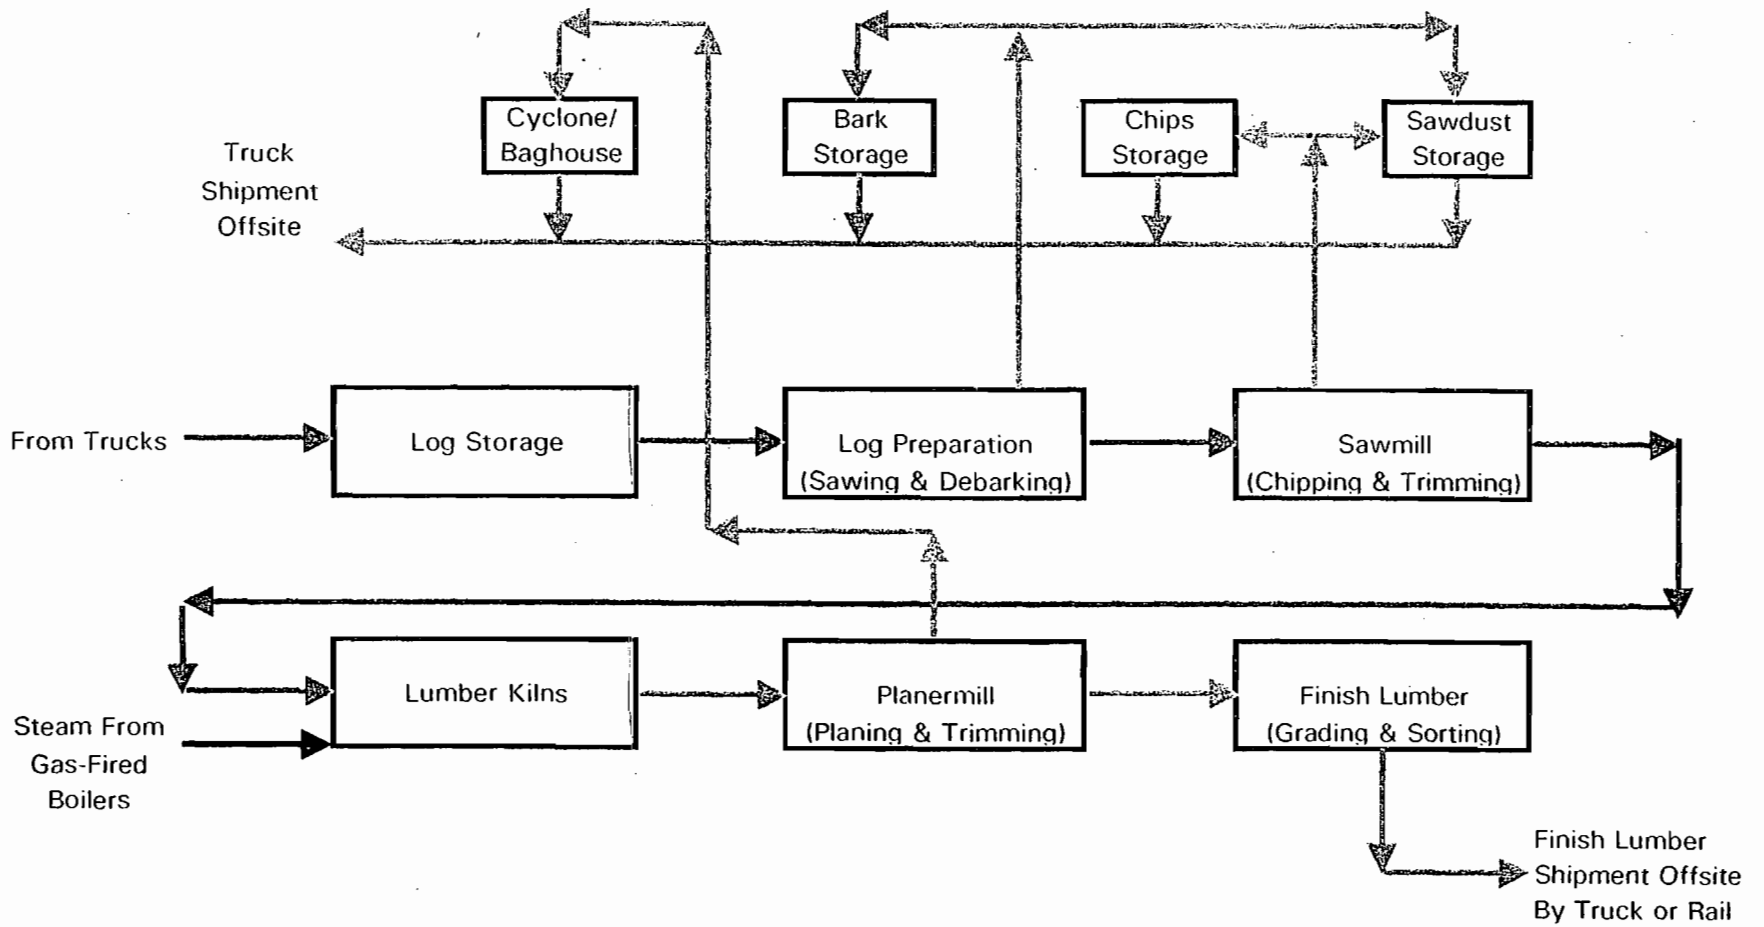 Cyclone/
Baghouse
Bark
Storage
Chips
Storage
Sawdust
Storage
Truck
Shipment
Offsite
From Trucks
Log Storage
Log Preparation
(Sawing & Debarking)
Sawmill
(Chipping & Trimming)
Lumber Kilns
Planermill
(Planing & Trimming)
Finish Lumber
(Grading & Sorting)
Steam From
Gas-Fired
Boilers
Finish Lumber
Shipment Offsite
By Truck or Rail